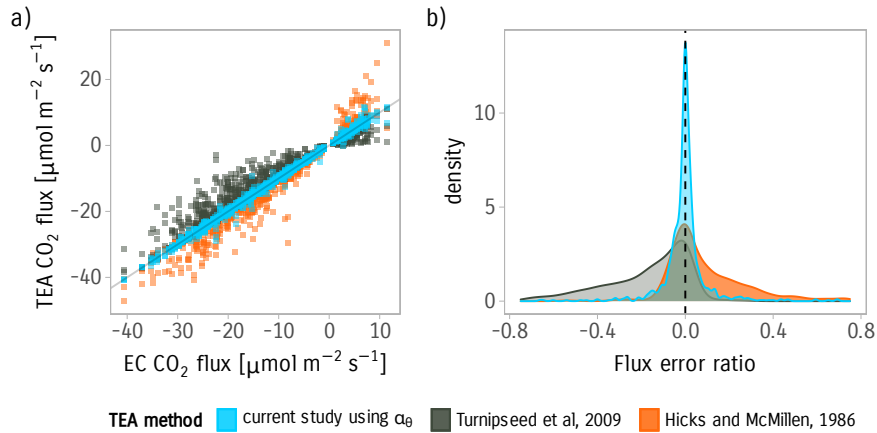 a)
TEA CO₂ flux [μmol m⁻² s⁻¹]
20
0
−20
−40
−40 −30 −20 −10 0 10
EC CO₂ flux [μmol m⁻² s⁻¹]
b)
density
10
5
0
−0.8 −0.4 0.0 0.4 0.8
Flux error ratio
TEA method current study using α_θ Turnipseed et al, 2009 Hicks and McMillen, 1986